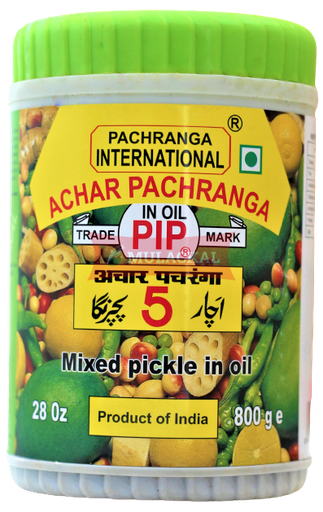 PACHRANGA ®
INTERNATIONAL
ACHAR PACHRANGA
IN OIL
TRADE PIP® MARK
MULACKAL
अचार पचरंगा
پچرنگا 5 اچار
Mixed pickle in oil
28 Oz
Product of India
800 g e